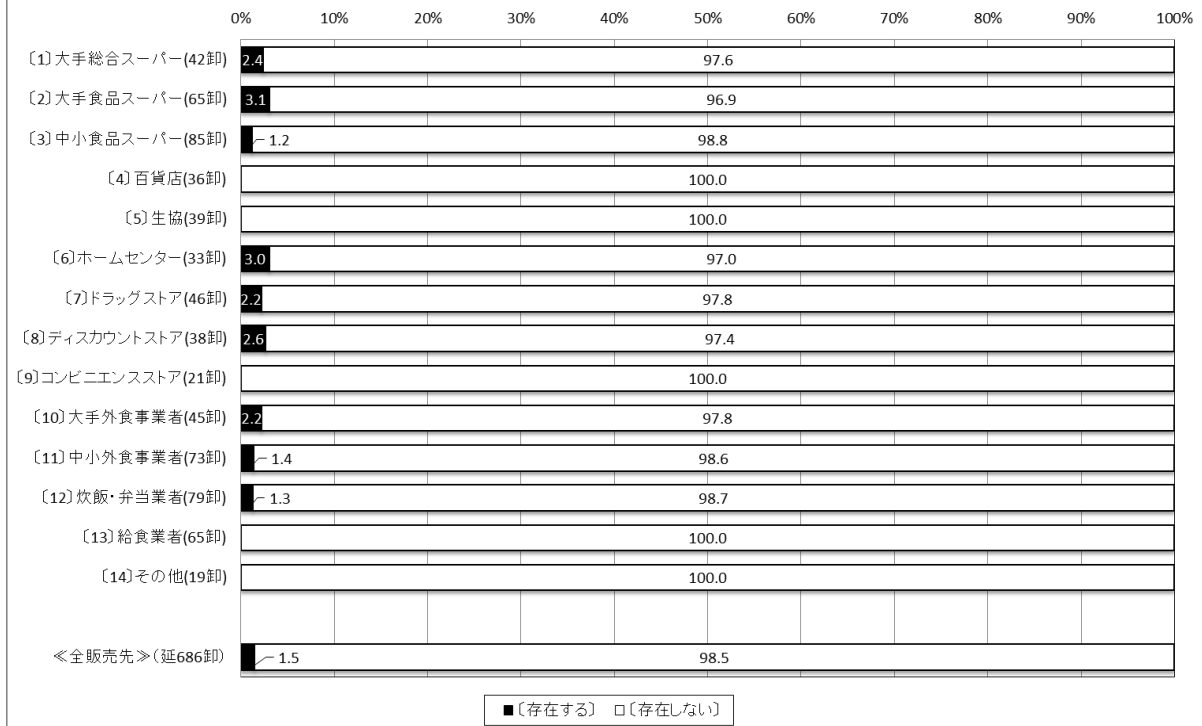 0% 10% 20% 30% 40% 50% 60% 70% 80% 90% 100%
〔1〕大手総合スーパー(42卸) 2.4 97.6
〔2〕大手食品スーパー(65卸) 3.1 96.9
〔3〕中小食品スーパー(85卸) 1.2 98.8
〔4〕百貨店(36卸) 100.0
〔5〕生協(39卸) 100.0
〔6〕ホームセンター(33卸) 3.0 97.0
〔7〕ドラッグストア(46卸) 2.2 97.8
〔8〕ディスカウントストア(38卸) 2.6 97.4
〔9〕コンビニエンスストア(21卸) 100.0
〔10〕大手外食事業者(45卸) 2.2 97.8
〔11〕中小外食事業者(73卸) 1.4 98.6
〔12〕炊飯・弁当業者(79卸) 1.3 98.7
〔13〕給食業者(65卸) 100.0
〔14〕その他(19卸) 100.0
≪全販売先≫(延686卸) 1.5 98.5
■〔存在する〕 □〔存在しない〕